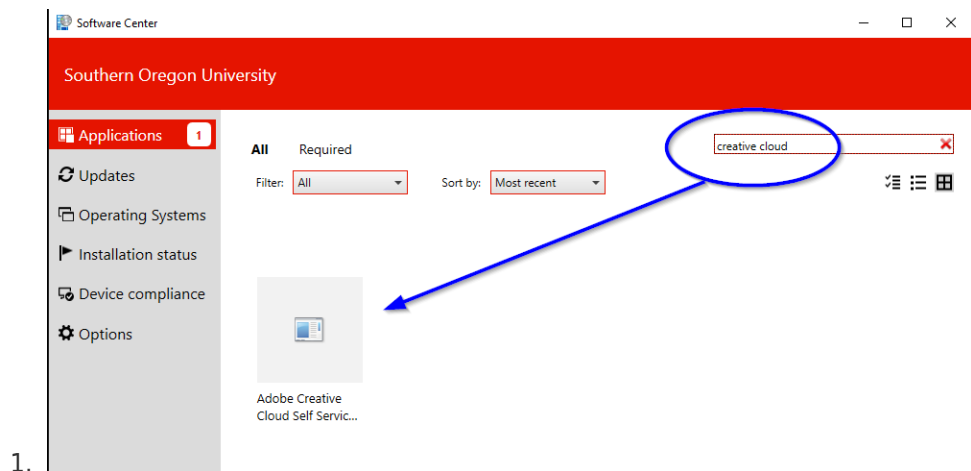 Software Center
Southern Oregon University
Applications 1
Updates
Operating Systems
Installation status
Device compliance
Options
All Required
creative cloud
Filter: All Sort by: Most recent
Adobe Creative
Cloud Self Servic...
1.